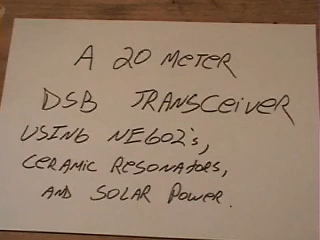 A 20 METER
DSB TRANSCEIVER
USING NE602's,
CERAMIC RESONATORS,
AND SOLAR POWER.